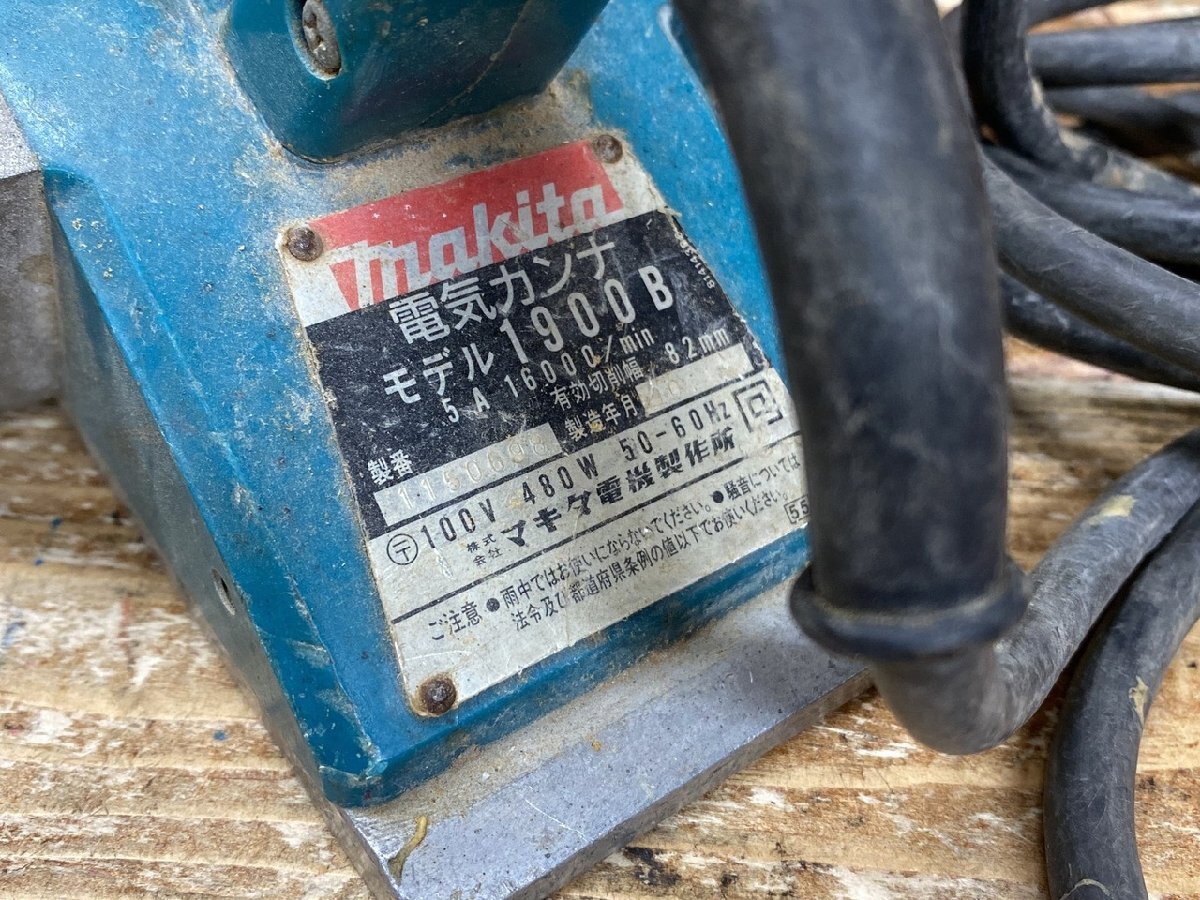 makita
電気カンナ
モデル 1900B
5A 16000/min
有効切削幅 82mm
製番 1150698 製造年月
〒 100V 480W 50-60Hz
株式会社 マキタ電機製作所
ご注意 ●雨中ではお使いにならないでください。●騒音については
法令及び都道府県条例の値以下でお使いください。